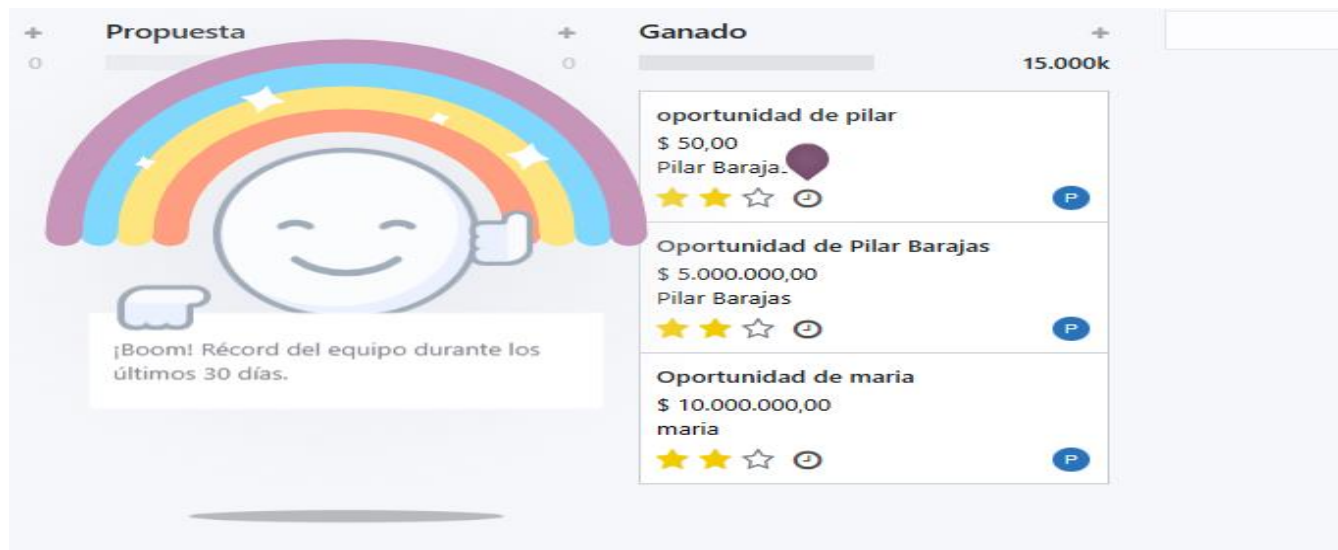 +
0
Propuesta +
0
¡Boom! Récord del equipo durante los
últimos 30 días.
Ganado +
15.000k
oportunidad de pilar
$ 50,00
Pilar
P
Oportunidad de Pilar Barajas
$ 5.000.000,00
Pilar Barajas
P
Oportunidad de maria
$ 10.000.000,00
maria
P